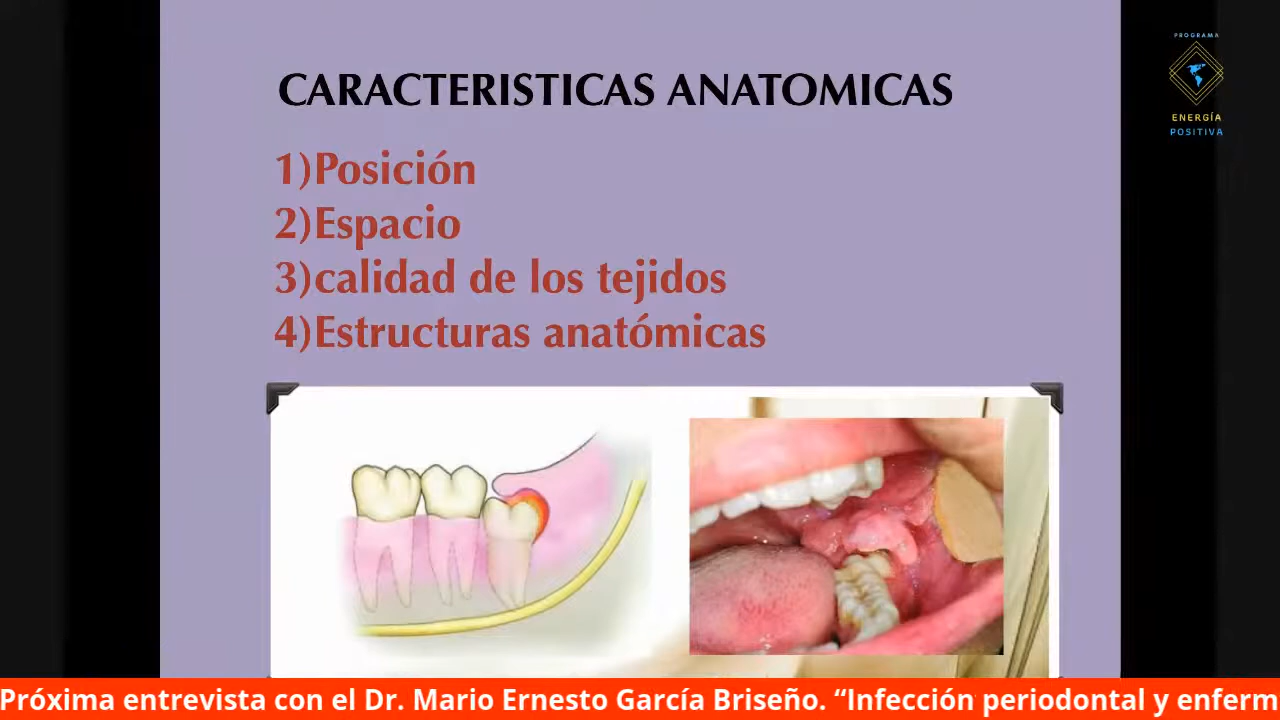 PROGRAMA
ENERGÍA
POSITIVA
CARACTERISTICAS ANATOMICAS
1)Posición
2)Espacio
3)calidad de los tejidos
4)Estructuras anatómicas
Próxima entrevista con el Dr. Mario Ernesto García Briseño. “Infección periodontal y enferm